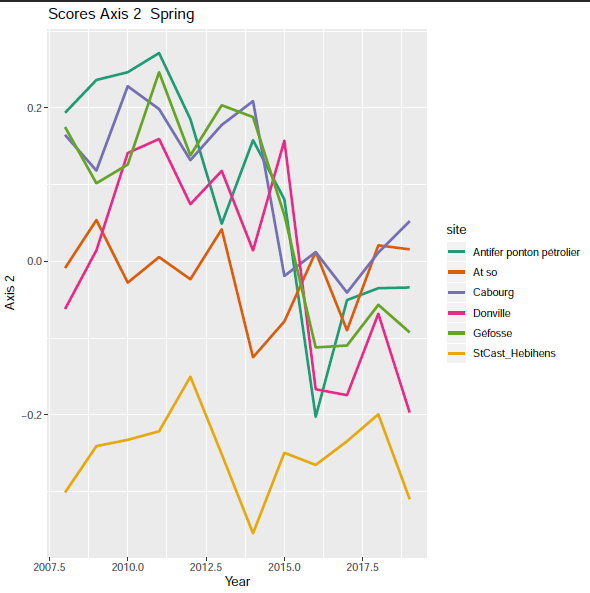 Scores Axis 2  Spring
0.2
0.0
−0.2
Axis 2
2007.5
2010.0
2012.5
2015.0
2017.5
Year
site
Antifer ponton pétrolier
At so
Cabourg
Donville
Géfosse
StCast_Hebihens